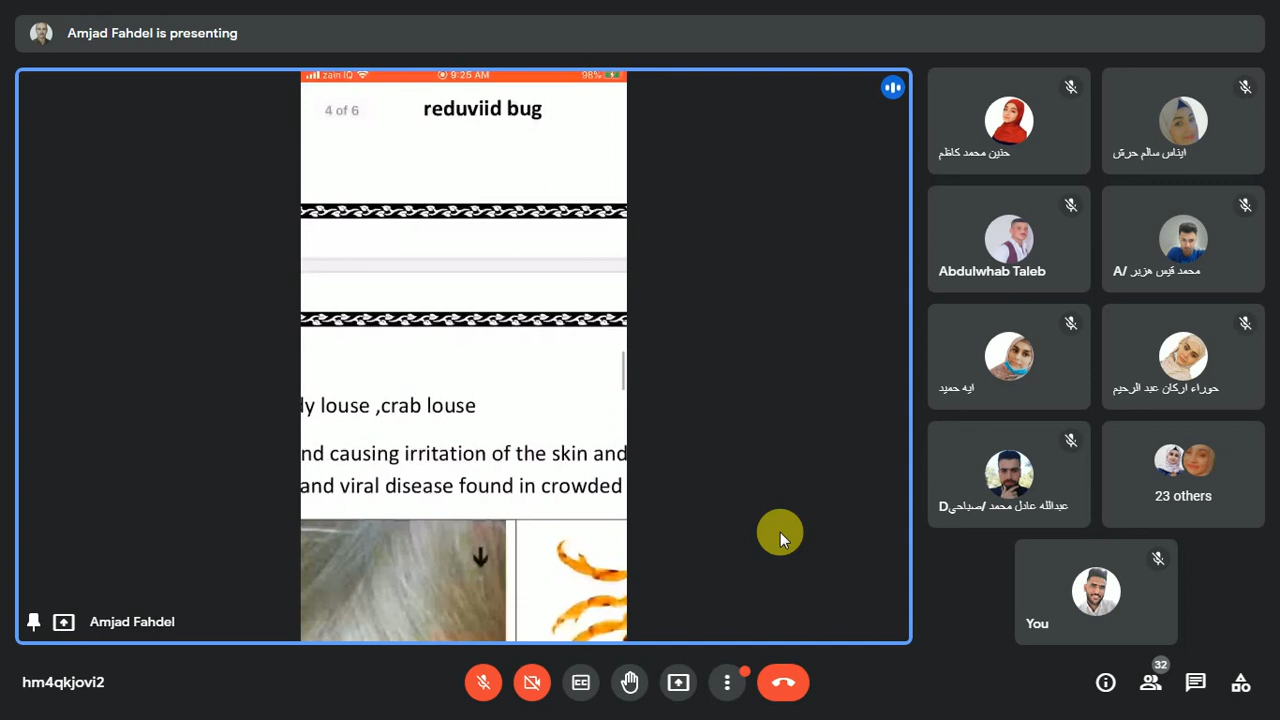 Amjad Fahdel is presenting
zain IQ
9:25 AM
98%
4 of 6
reduviid bug
dy louse ,crab louse
nd causing irritation of the skin and
and viral disease found in crowded
Amjad Fahdel
حنين محمد كاظم
ايناس سالم حرش
Abdulwhab Taleb
محمد قيس هزبر /A
ايه حميد
حوراء اركان عبد الرحيم
عبدالله عادل محمد /صباحيD
23 others
You
hm4qkjovi2
32